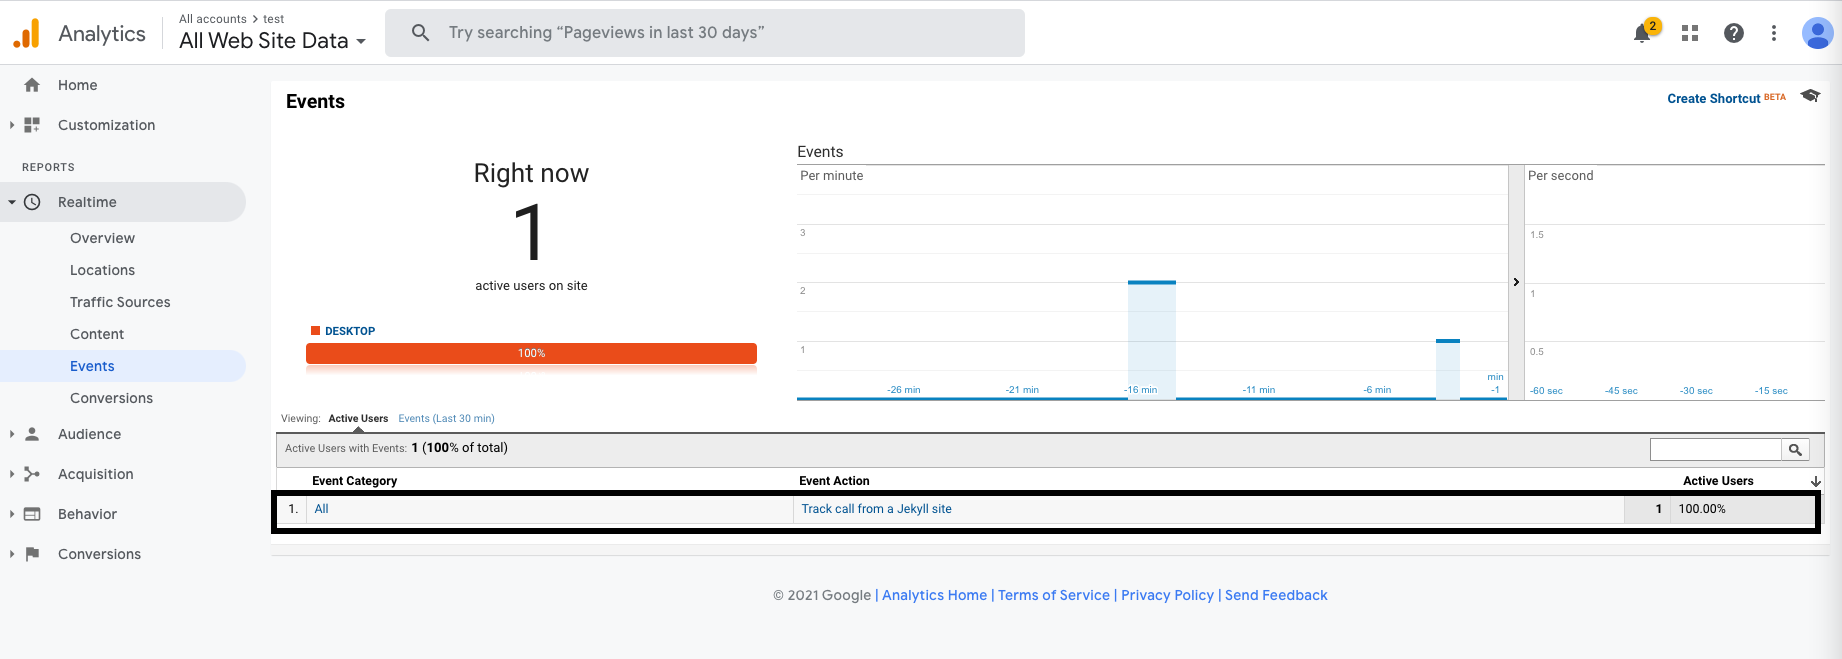 Analytics
All accounts > test
All Web Site Data
Try searching “Pageviews in last 30 days”
2
Home
Customization
REPORTS
Realtime
Overview
Locations
Traffic Sources
Content
Events
Conversions
Audience
Acquisition
Behavior
Conversions
Events
Create Shortcut BETA
Right now
1
active users on site
DESKTOP
100%
Events
Per minute
3
2
1
-26 min
-21 min
-16 min
-11 min
-6 min
min
-1
Per second
1.5
1
0.5
-60 sec
-45 sec
-30 sec
-15 sec
Viewing: Active Users Events (Last 30 min)
Active Users with Events: 1 (100% of total)
Event Category Event Action Active Users
1. All Track call from a Jekyll site 1 100.00%
© 2021 Google | Analytics Home | Terms of Service | Privacy Policy | Send Feedback